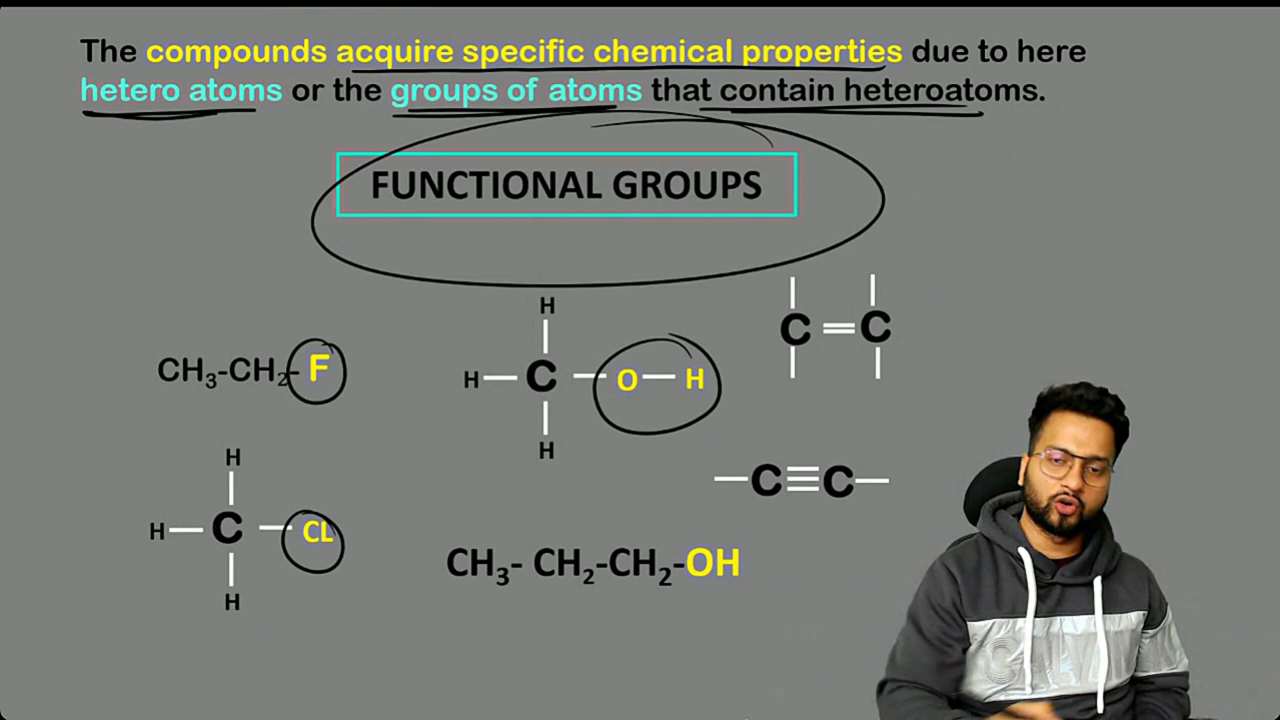 The compounds acquire specific chemical properties due to here
hetero atoms or the groups of atoms that contain heteroatoms.
FUNCTIONAL GROUPS
CH₃-CH₂-F
H
H—C—O—H
H
C=C
H
H—C—CL
H
—C≡C—
CH₃- CH₂-CH₂-OH